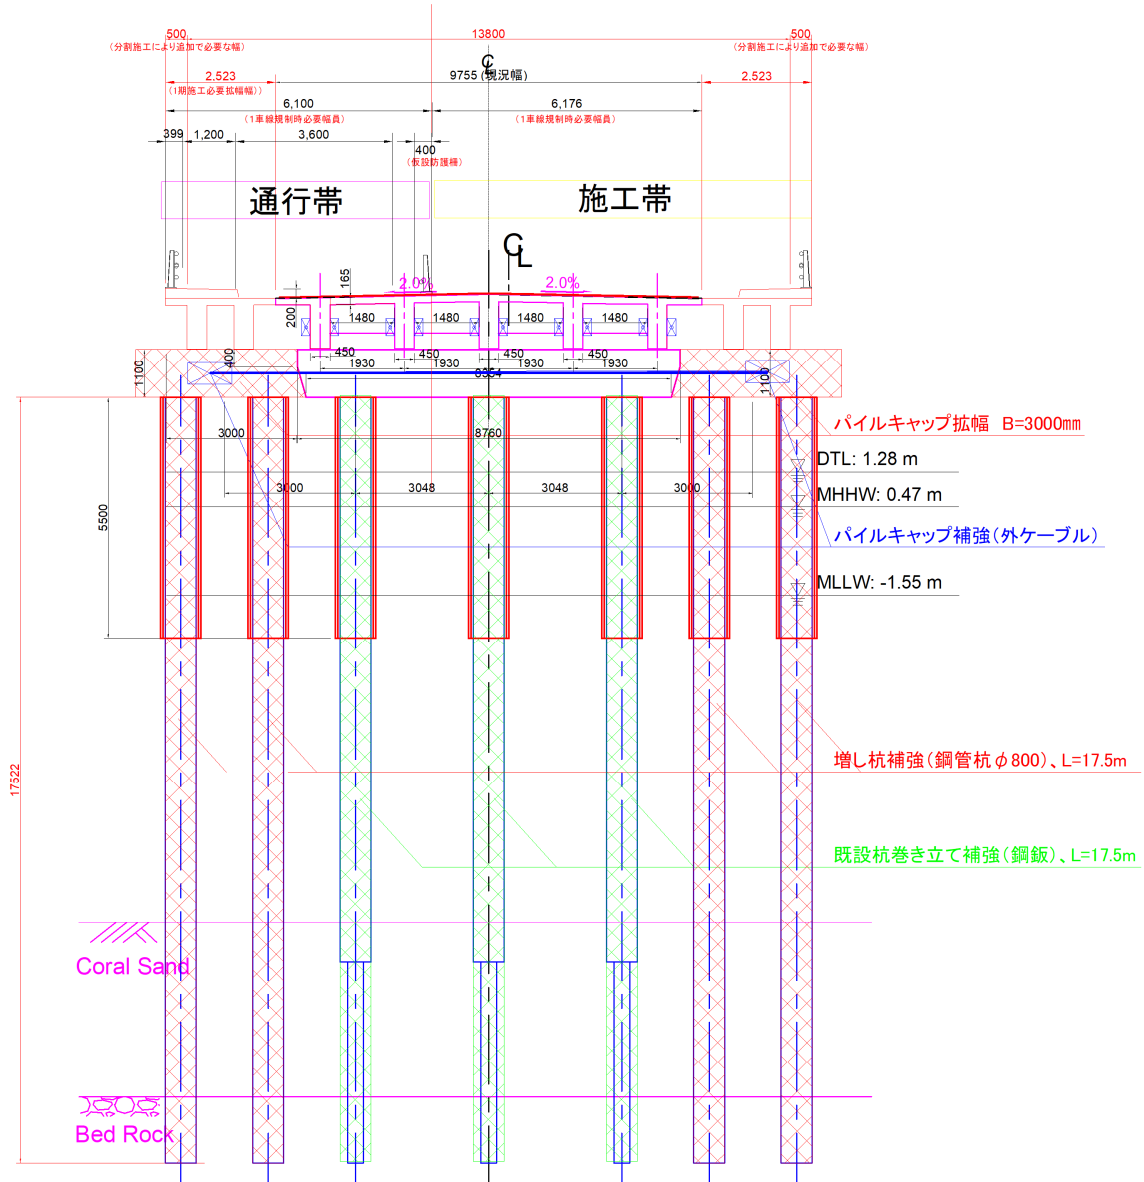 500
13800
500
(分割施工により追加で必要な幅)
(分割施工により追加で必要な幅)
2,523
9755 (現況幅)
2,523
(1期施工必要拡幅幅))
6,100
6,176
(1車線規制時必要幅員)
(1車線規制時必要幅員)
399
1,200
3,600
400
(仮設防護柵)
通行帯
施工帯
CL
165
2.0%
2.0%
200
1480
1480
1480
1480
400
450
450
450
450
1930
1930
1930
1930
1100
1100
8364
パイルキャップ拡幅 B=3000mm
3000
8760
DTL: 1.28 m
3000
3048
3048
3000
MHHW: 0.47 m
5500
パイルキャップ補強(外ケーブル)
MLLW: -1.55 m
増し杭補強(鋼管杭φ800)、L=17.5m
17522
既設杭巻き立て補強(鋼鈑)、L=17.5m
Coral Sand
Bed Rock